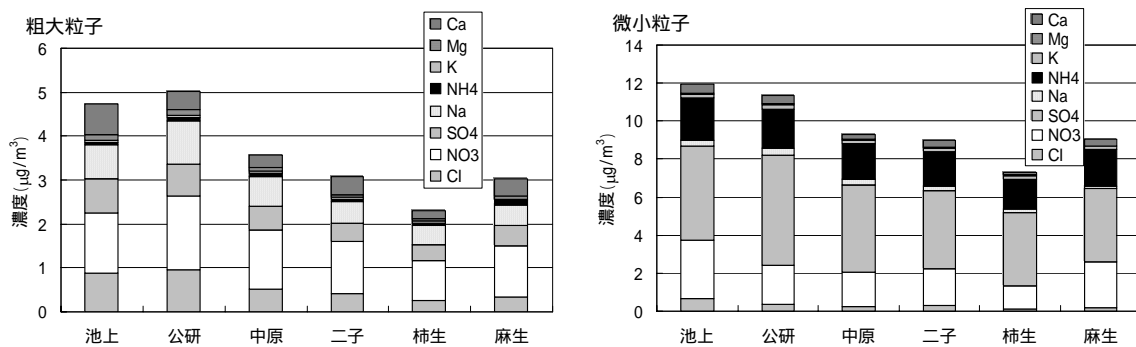 粗大粒子
6
5
4
3
2
1
0
濃度(μg/m³)
Ca
Mg
K
NH4
Na
SO4
NO3
Cl
池上 公研 中原 二子 柿生 麻生
微小粒子
14
12
10
8
6
4
2
0
濃度(μg/m³)
Ca
Mg
K
NH4
Na
SO4
NO3
Cl
池上 公研 中原 二子 柿生 麻生